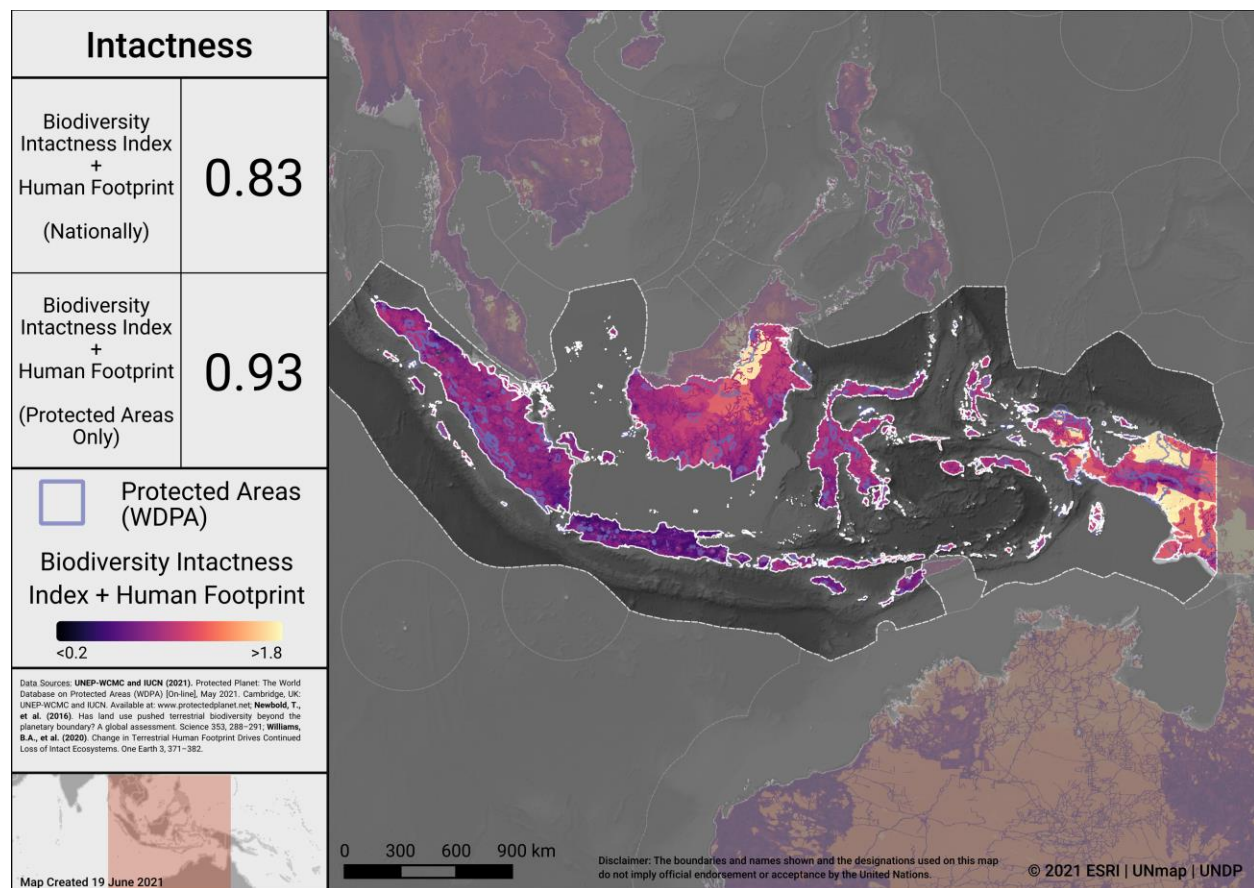 Intactness
Biodiversity
Intactness Index
+
Human Footprint
(Nationally)
0.83
Biodiversity
Intactness Index
+
Human Footprint
(Protected Areas
Only)
0.93
Protected Areas
(WDPA)
Biodiversity Intactness
Index + Human Footprint
<0.2
>1.8
Data Sources: UNEP-WCMC and IUCN (2021). Protected Planet: The World
Database on Protected Areas (WDPA) [On-line], May 2021. Cambridge, UK:
UNEP-WCMC and IUCN. Available at: www.protectedplanet.net; Newbold, T.,
et al. (2016). Has land use pushed terrestrial biodiversity beyond the
planetary boundary? A global assessment. Science 353, 288–291; Williams,
B.A., et al. (2020). Change in Terrestrial Human Footprint Drives Continued
Loss of Intact Ecosystems. One Earth 3, 371–382.
Map Created 19 June 2021
0 300 600 900 km
Disclaimer: The boundaries and names shown and the designations used on this map
do not imply official endorsement or acceptance by the United Nations.
© 2021 ESRI | UNmap | UNDP